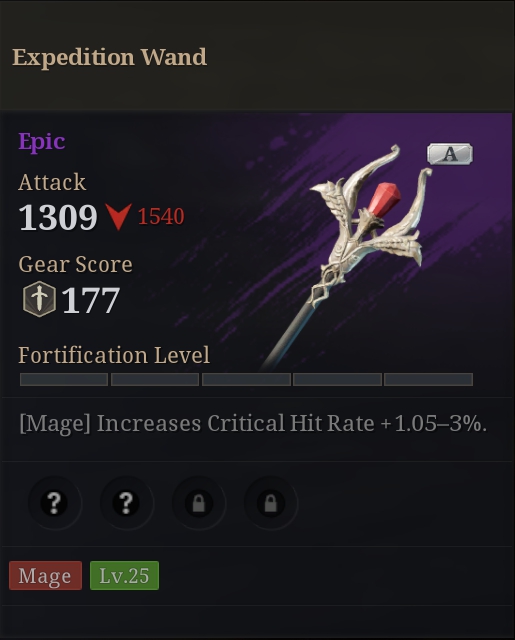 Expedition Wand
Epic
A
Attack
1309 1540
Gear Score
177
Fortification Level
[Mage] Increases Critical Hit Rate +1.05–3%.
? ?
Mage Lv.25